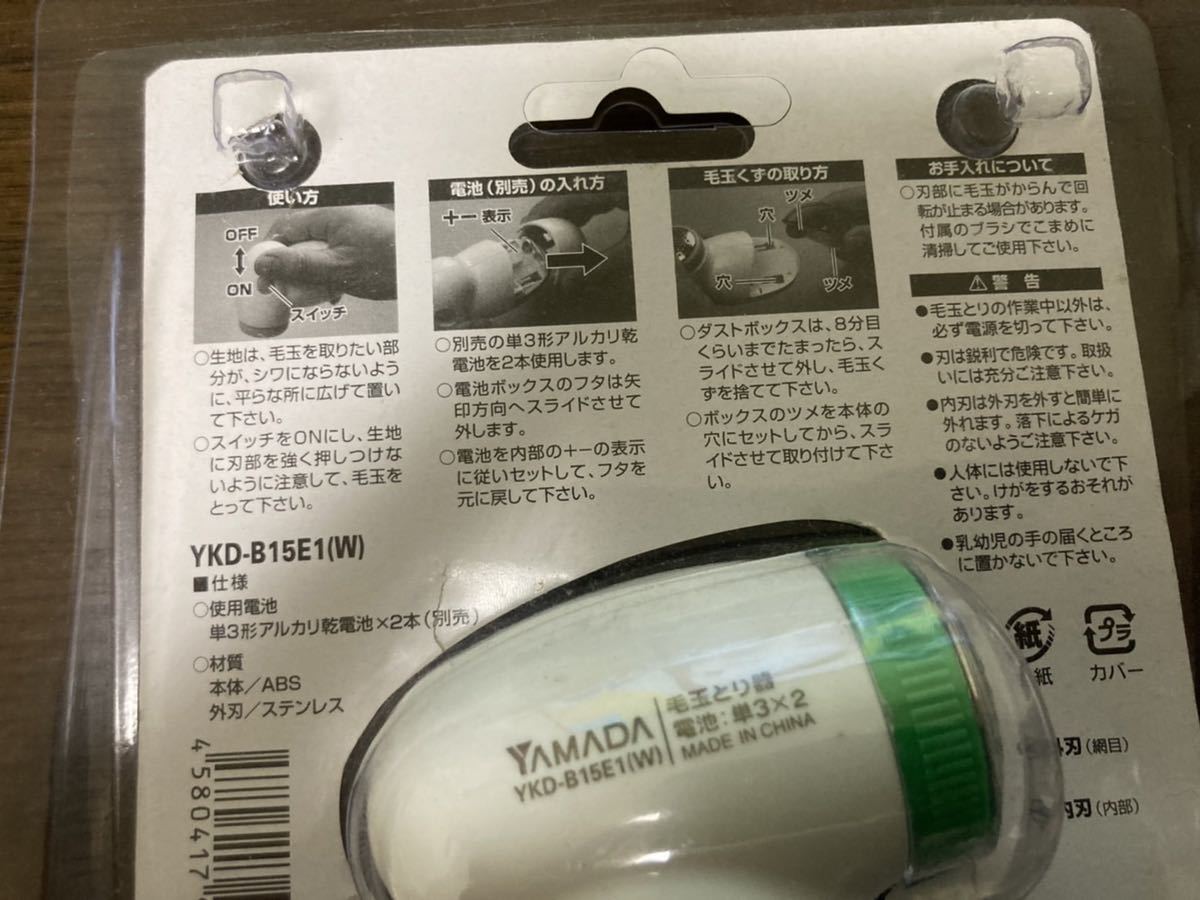 使い方
OFF
ON
スイッチ
○生地は、毛玉を取りたい部
分が、シワにならないよう
に、平らな所に広げて置い
て下さい。
○スイッチをONにし、生地
に刃部を強く押しつけな
いように注意して、毛玉を
とって下さい。
電池(別売)の入れ方
＋－表示
○別売の単3形アルカリ乾
電池を2本使用します。
○電池ボックスのフタは矢
印方向へスライドさせて
外します。
○電池を内部の＋－の表示
に従いセットして、フタを
元に戻して下さい。
毛玉くずの取り方
ツメ
穴
穴
ツメ
○ダストボックスは、8分目
くらいまでたまったら、ス
ライドさせて外し、毛玉く
ずを捨てて下さい。
○ボックスのツメを本体の
穴にセットしてから、スラ
イドさせて取り付けて下さ
い。
お手入れについて
○刃部に毛玉がからんで回
転が止まる場合があります。
付属のブラシでこまめに
清掃してご使用下さい。
⚠警告
●毛玉とりの作業中以外は、
必ず電源を切って下さい。
●刃は鋭利で危険です。取扱
いには充分ご注意下さい。
●内刃は外刃を外すと簡単に
外れます。落下によるケガ
のないようご注意下さい。
●人体には使用しないで下
さい。けがをするおそれが
あります。
●乳幼児の手の届くところ
に置かないで下さい。
YKD-B15E1(W)
■仕様
○使用電池
単3形アルカリ乾電池×2本(別売)
○材質
本体／ABS
外刃／ステンレス
4 580417
YAMADA
YKD-B15E1(W)
毛玉とり器
電池：単3×2
MADE IN CHINA
紙
紙
プラ
カバー
外刃(網目)
内刃(内部)